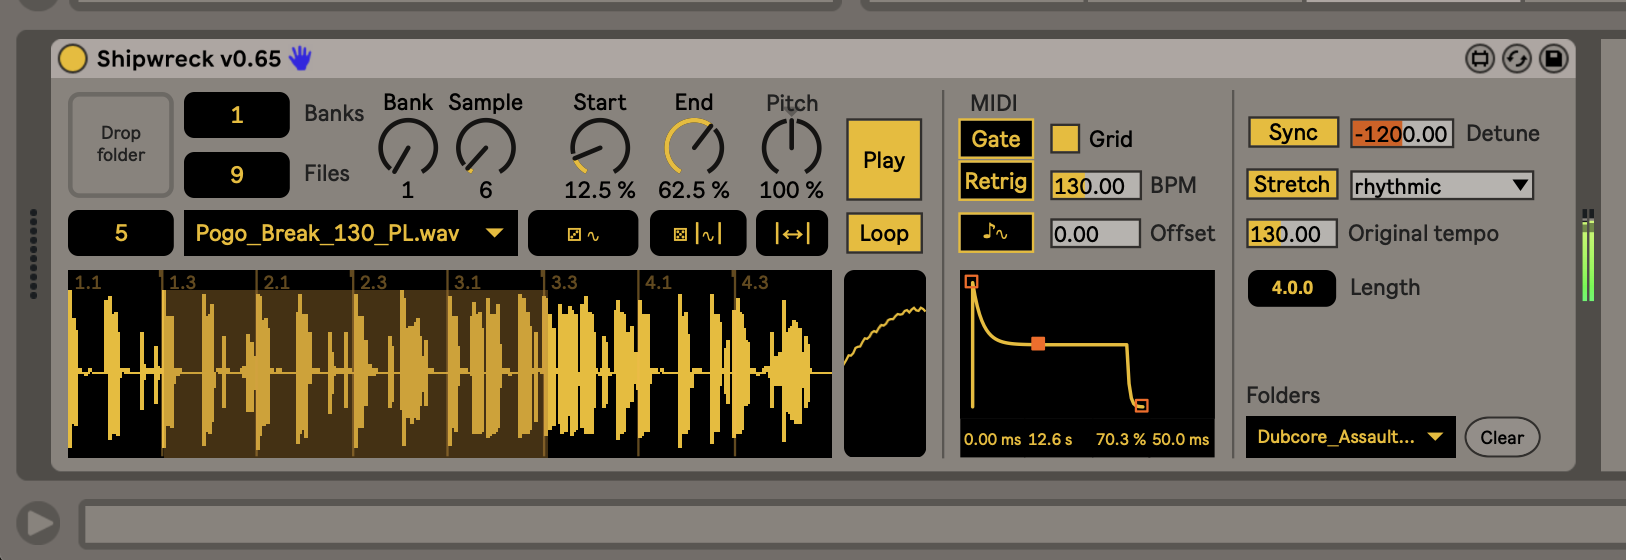 Shipwreck v0.65
Drop
folder
1
Banks
9
Files
Bank
Sample
Start
End
Pitch
1
6
12.5 %
62.5 %
100 %
Play
5
Pogo_Break_130_PL.wav
Loop
1.1
1.3
2.1
2.3
3.1
3.3
4.1
4.3
MIDI
Gate
Grid
Retrig
130.00
BPM
0.00
Offset
0.00 ms
12.6 s
70.3 %
50.0 ms
Sync
-1200.00
Detune
Stretch
rhythmic
130.00
Original tempo
4.0.0
Length
Folders
Dubcore_Assault...
Clear